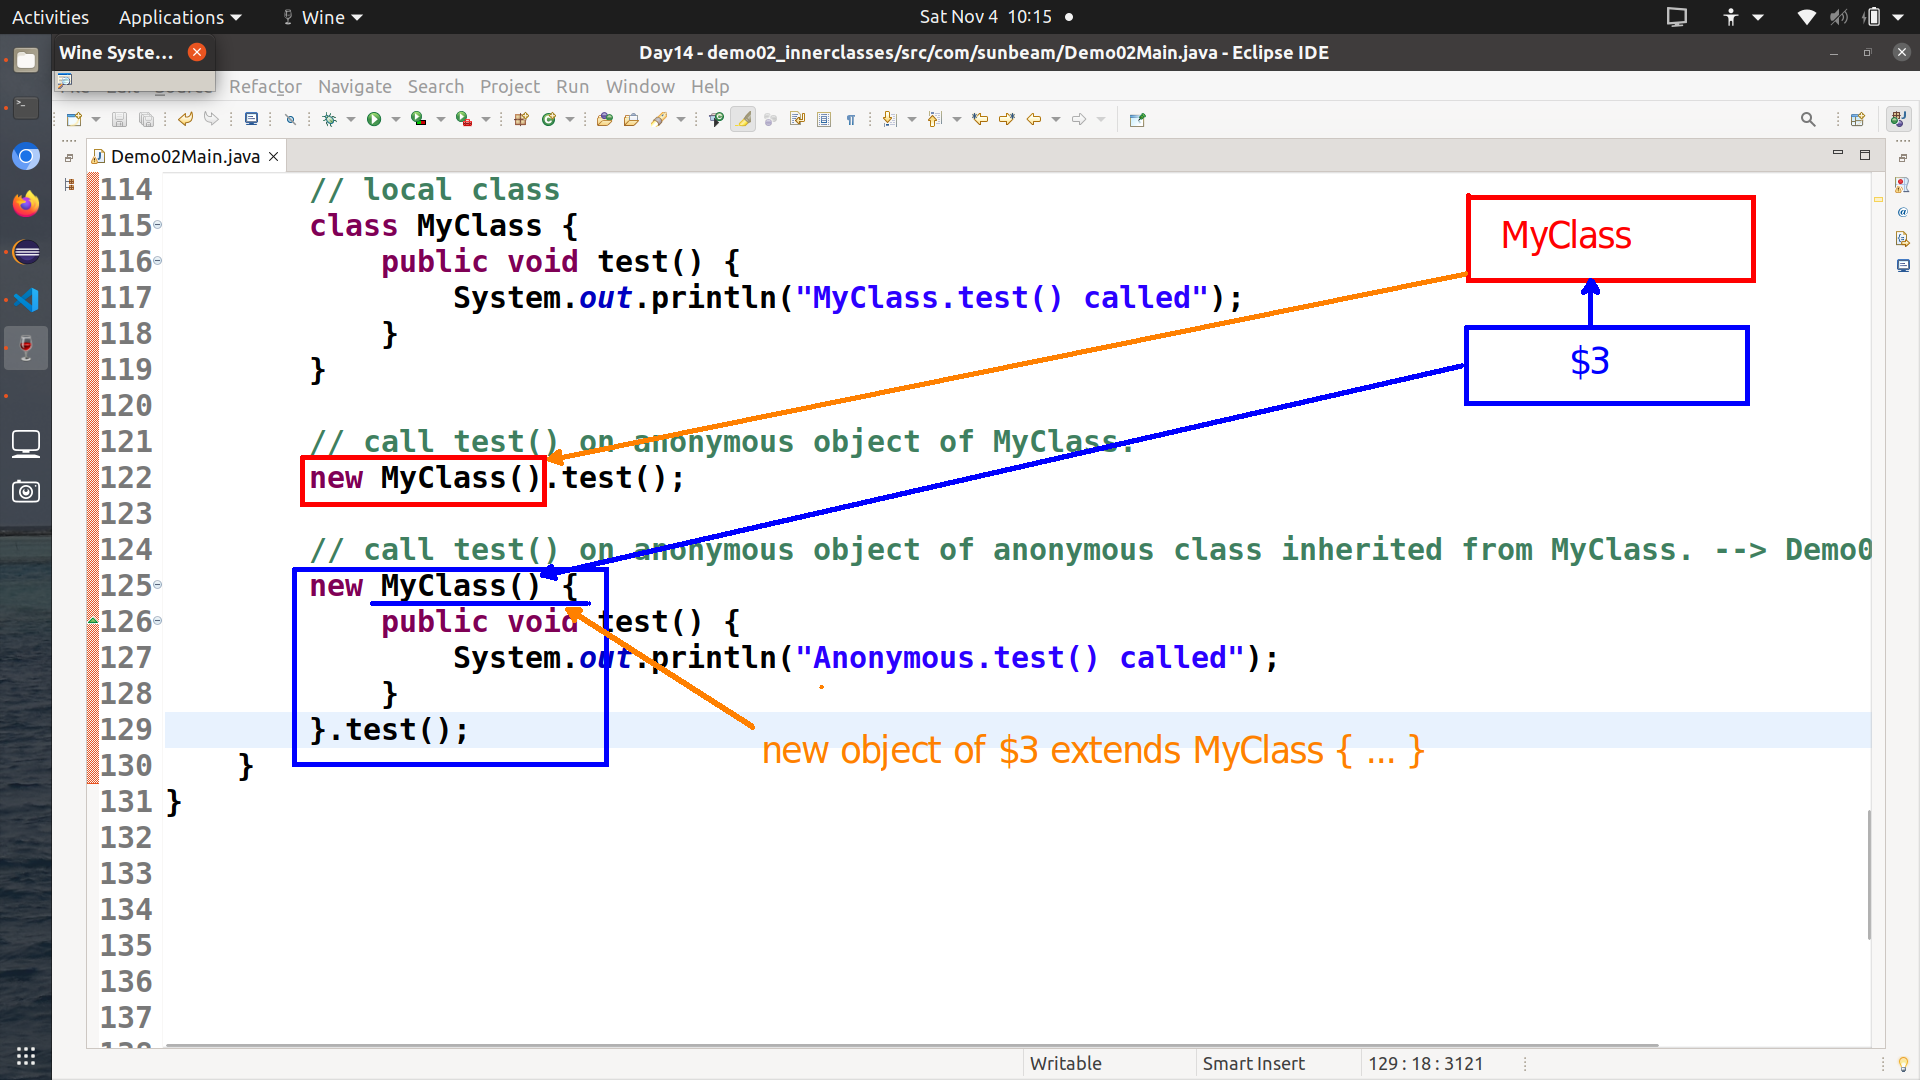 Activities Applications Wine Sat Nov 4 10:15
Wine Syste... Day14 - demo02_innerclasses/src/com/sunbeam/Demo02Main.java - Eclipse IDE
Refactor Navigate Search Project Run Window Help
Demo02Main.java
114 // local class
115 class MyClass {
116 public void test() {
117 System.out.println("MyClass.test() called");
118 }
119 }
120
121 // call test() on anonymous object of MyClass.
122 new MyClass().test();
123
124 // call test() on anonymous object of anonymous class inherited from MyClass. --> Demo0
125 new MyClass() {
126 public void test() {
127 System.out.println("Anonymous.test() called");
128 }
129 }.test();
130 }
131 }
132
133
134
135
136
137
MyClass
$3
new object of $3 extends MyClass { ... }
Writable Smart Insert 129 : 18 : 3121